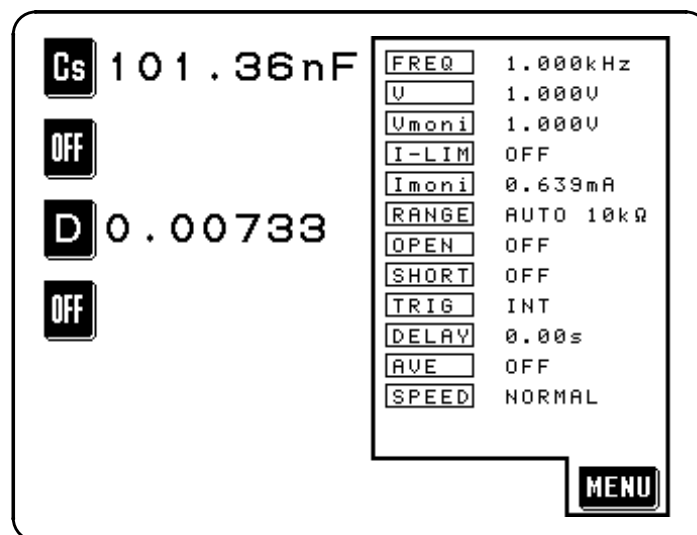 Cs 101.36nF
OFF
D 0.00733
OFF
FREQ 1.000kHz
V 1.000V
Vmoni 1.000V
I-LIM OFF
Imoni 0.639mA
RANGE AUTO 10kΩ
OPEN OFF
SHORT OFF
TRIG INT
DELAY 0.00s
AVE OFF
SPEED NORMAL
MENU